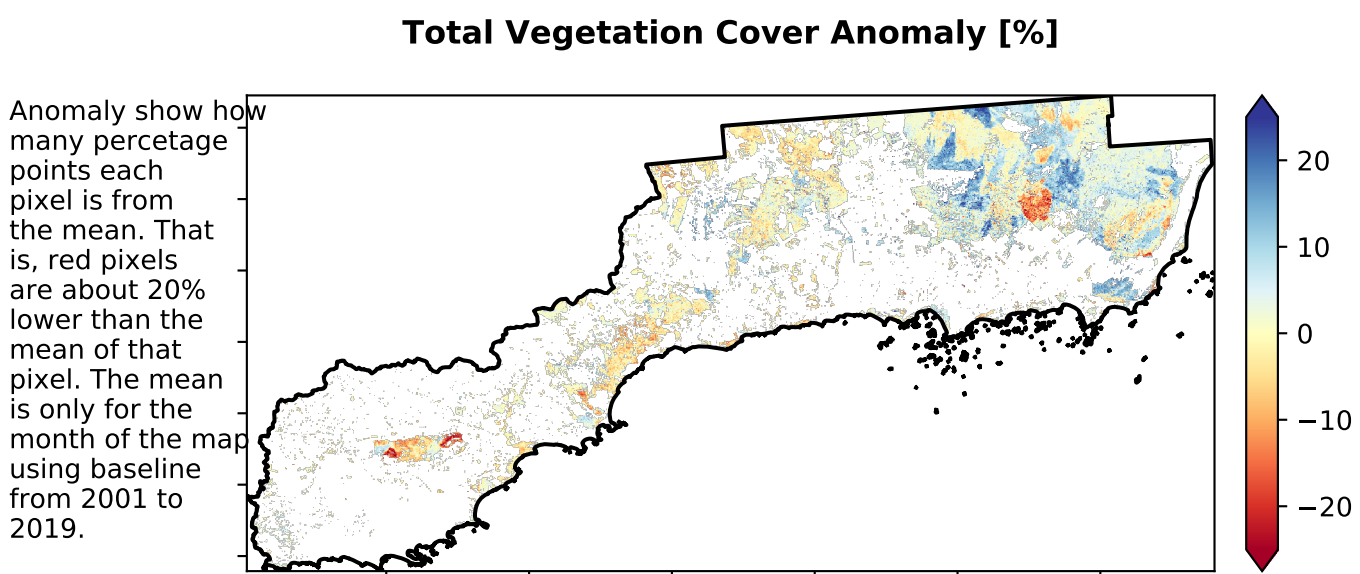 Total Vegetation Cover Anomaly [%]
Anomaly show how
many percetage
points each
pixel is from
the mean. That
is, red pixels
are about 20%
lower than the
mean of that
pixel. The mean
is only for the
month of the map
using baseline
from 2001 to
2019.
20
10
0
−10
−20